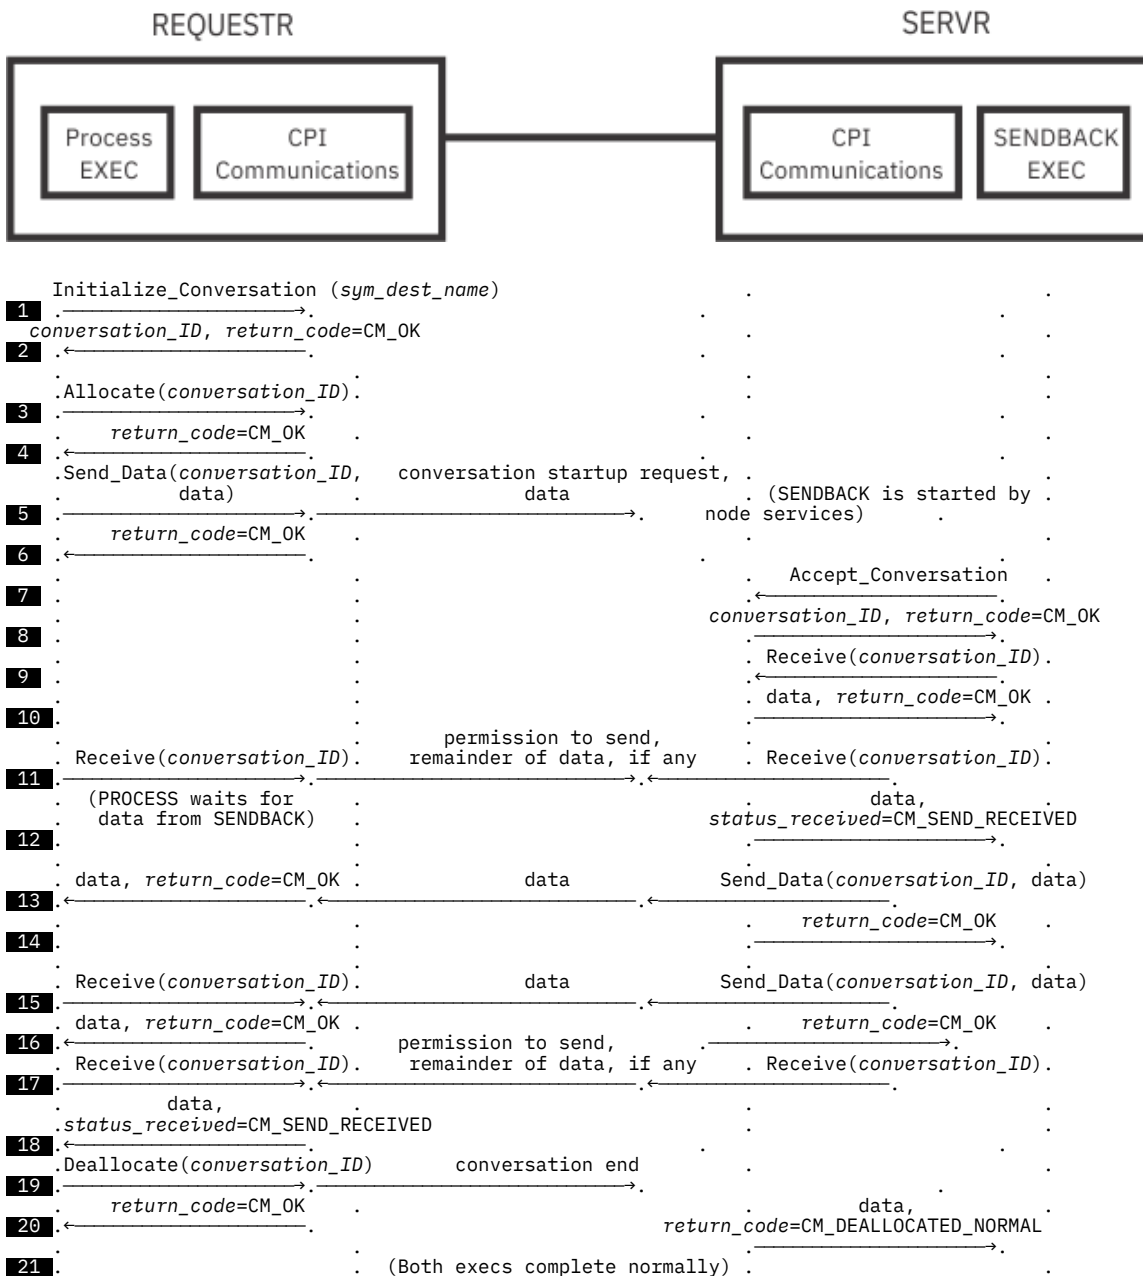 REQUESTR SERVR
Process EXEC CPI Communications CPI Communications SENDBACK EXEC
Initialize_Conversation (sym_dest_name)
1
conversation_ID, return_code=CM_OK
2
Allocate(conversation_ID)
3
return_code=CM_OK
4
Send_Data(conversation_ID, conversation startup request,
data) data (SENDBACK is started by
5 node services)
return_code=CM_OK
6
Accept_Conversation
7
conversation_ID, return_code=CM_OK
8
Receive(conversation_ID)
9
data, return_code=CM_OK
10
permission to send,
Receive(conversation_ID) remainder of data, if any Receive(conversation_ID)
11
(PROCESS waits for data,
data from SENDBACK) status_received=CM_SEND_RECEIVED
12
data, return_code=CM_OK data Send_Data(conversation_ID, data)
13
return_code=CM_OK
14
Receive(conversation_ID) data Send_Data(conversation_ID, data)
15
data, return_code=CM_OK return_code=CM_OK
16 permission to send,
Receive(conversation_ID) remainder of data, if any Receive(conversation_ID)
17
data,
status_received=CM_SEND_RECEIVED
18
Deallocate(conversation_ID) conversation end
19
return_code=CM_OK data,
20 return_code=CM_DEALLOCATED_NORMAL
21 (Both execs complete normally)